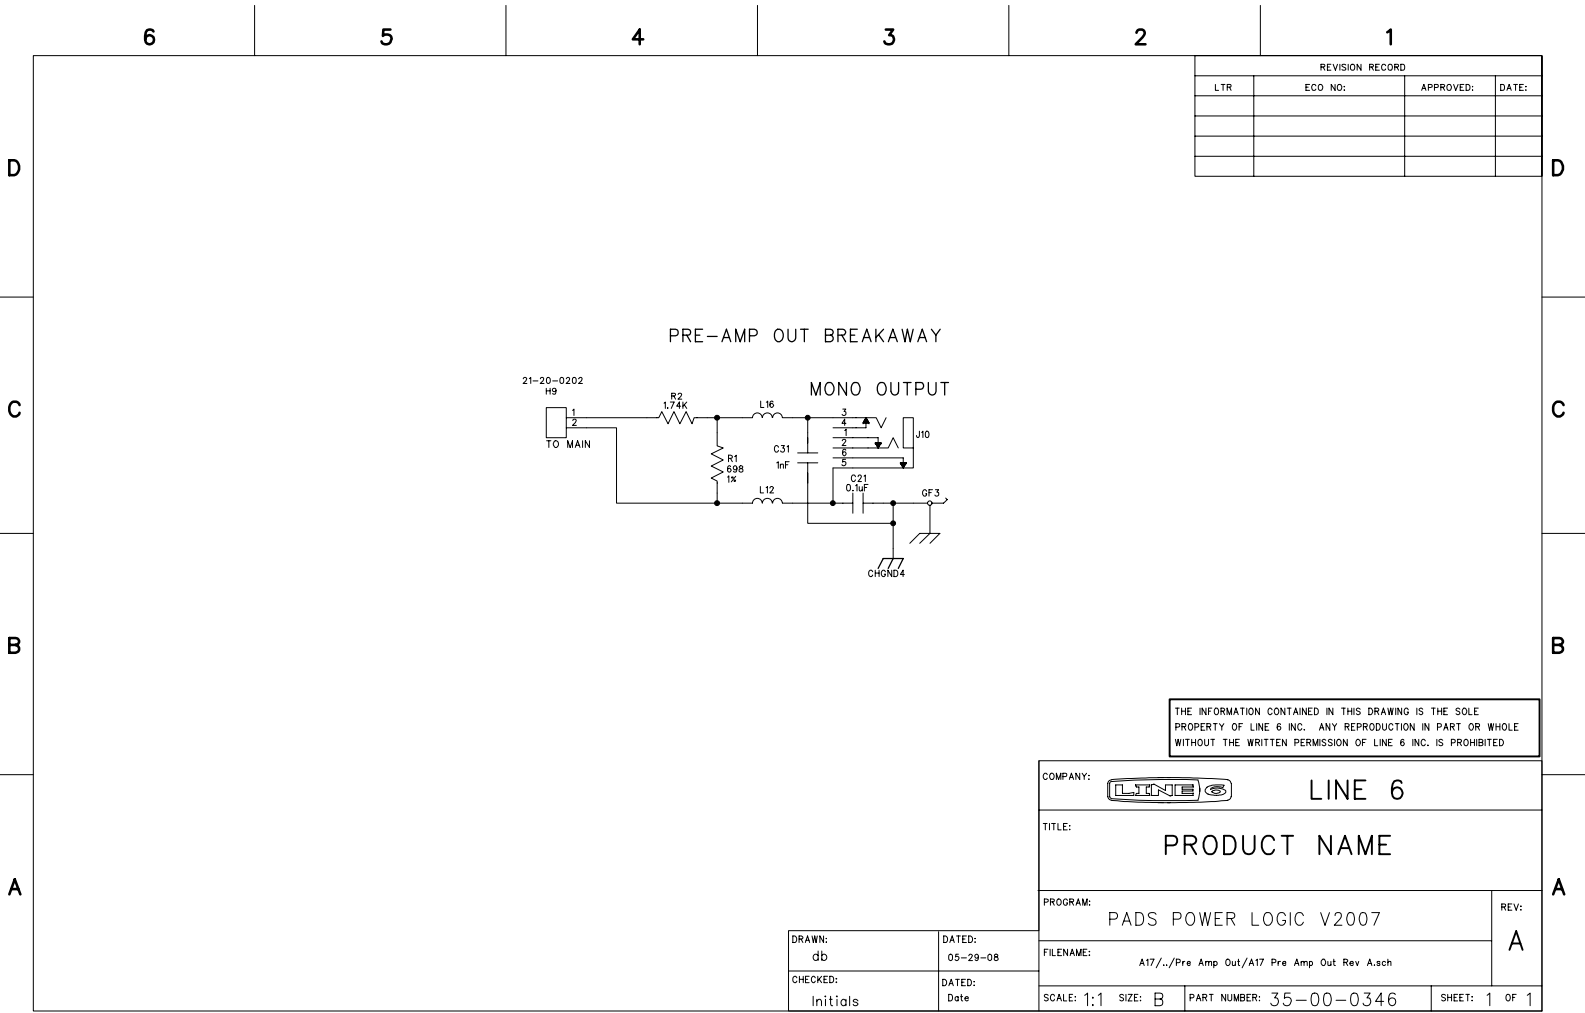 6 5 4 3 2 1
REVISION RECORD
LTR ECO NO: APPROVED: DATE:
D D
PRE-AMP OUT BREAKAWAY
21-20-0202
H9
MONO OUTPUT
C C
R2
1.74K
L16
1
2
TO MAIN
3
4
1
2
6
5
J10
R1
698
1%
C31
1nF
L12
C21
0.1uF
GF3
CHGND4
B B
THE INFORMATION CONTAINED IN THIS DRAWING IS THE SOLE
PROPERTY OF LINE 6 INC. ANY REPRODUCTION IN PART OR WHOLE
WITHOUT THE WRITTEN PERMISSION OF LINE 6 INC. IS PROHIBITED
COMPANY:
LINE 6 LINE 6
TITLE:
PRODUCT NAME
A A
PROGRAM:
PADS POWER LOGIC V2007
REV:
A
DRAWN:
db
DATED:
05-29-08
FILENAME:
A17/../Pre Amp Out/A17 Pre Amp Out Rev A.sch
CHECKED:
Initials
DATED:
Date
SCALE: 1:1 SIZE: B PART NUMBER: 35-00-0346 SHEET: 1 OF 1